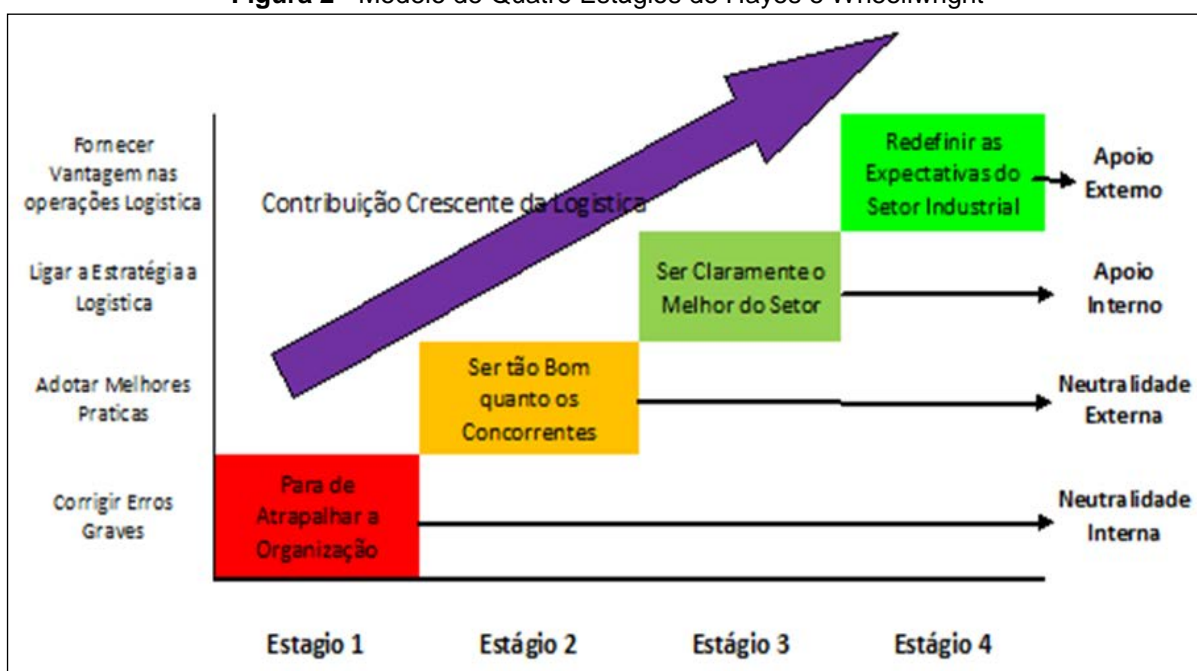 Figura 2 - Modelo de Quatro Estágios de Hayes e Wheellwright
Fornecer
Vantagem nas
operações Logistica
Ligar a Estratégia a
Logistica
Adotar Melhores
Praticas
Corrigir Erros
Graves
Contribuição Crescente da Logistica
Redefinir as
Expectativas do
Setor Industrial
Ser Claramente o
Melhor do Setor
Ser tão Bom
quanto os
Concorrentes
Para de
Atrapalhar a
Organização
Apoio
Externo
Apoio
Interno
Neutralidade
Externa
Neutralidade
Interna
Estagio 1
Estágio 2
Estágio 3
Estágio 4